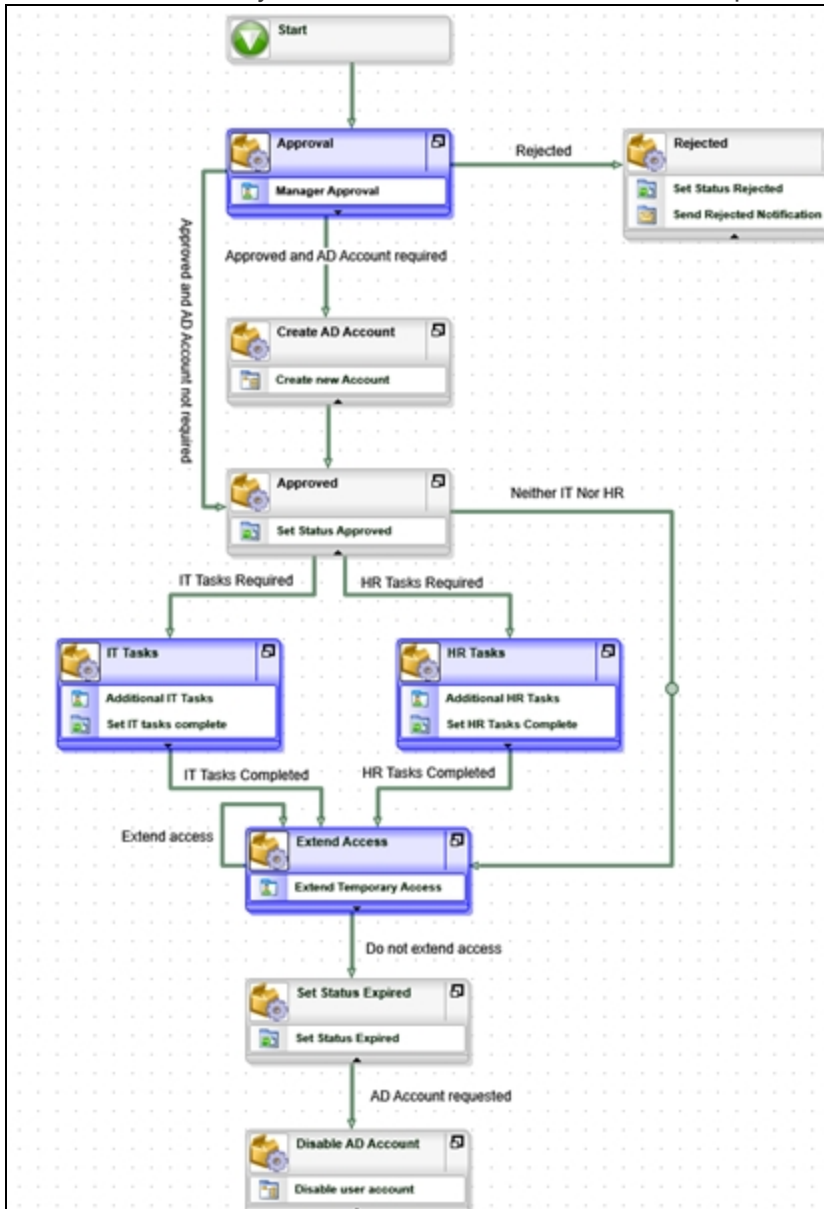 Start
Approval
Manager Approval
Rejected
Rejected
Set Status Rejected
Send Rejected Notification
Approved and AD Account not required
Approved and AD Account required
Create AD Account
Create new Account
Approved
Set Status Approved
Neither IT Nor HR
IT Tasks Required
HR Tasks Required
IT Tasks
Additional IT Tasks
Set IT tasks complete
HR Tasks
Additional HR Tasks
Set HR Tasks Complete
IT Tasks Completed
HR Tasks Completed
Extend access
Extend Access
Extend Temporary Access
Do not extend access
Set Status Expired
Set Status Expired
AD Account requested
Disable AD Account
Disable user account